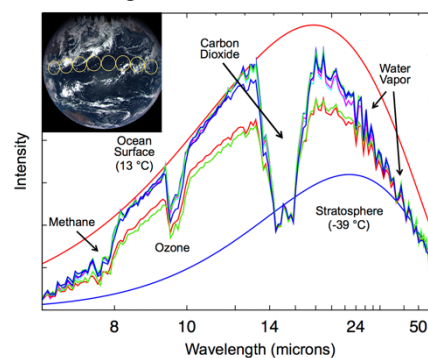 Carbon
Dioxide
Water
Vapor
Ocean
Surface
(13 °C)
Intensity
Methane
Ozone
Stratosphere
(-39 °C)
8
10
14
24
50
Wavelength (microns)